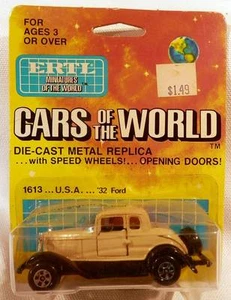 FOR
AGES 3
OR OVER
ERTL
MINIATURES
OF THE WORLD
$1.49
CARS OF THE WORLD™
DIE-CAST METAL REPLICA
...with SPEED WHEELS!...OPENING DOORS!
1613...U.S.A....'32 Ford